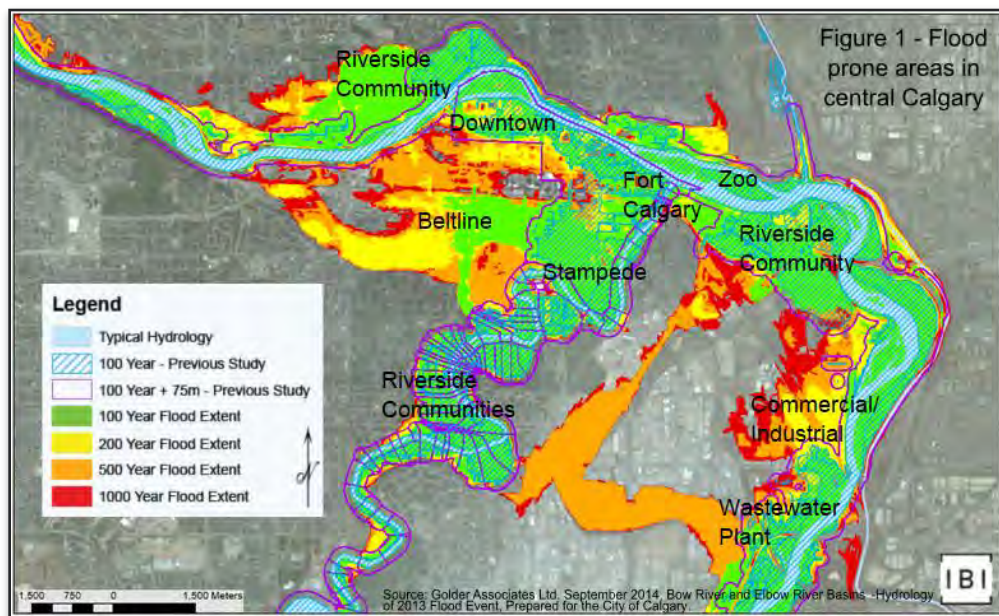 Figure 1 - Flood
prone areas in
central Calgary
Riverside
Community
Downtown
Zoo
Fort
Calgary
Beltline
Riverside
Community
Stampede
Riverside
Communities
Commercial/
Industrial
Wastewater
Plant
Legend
Typical Hydrology
100 Year - Previous Study
100 Year + 75m - Previous Study
100 Year Flood Extent
200 Year Flood Extent
500 Year Flood Extent
1000 Year Flood Extent
N
1,500 750 0 1,500 Meters
Source: Golder Associates Ltd. September 2014, Bow River and Elbow River Basins -Hydrology
of 2013 Flood Event, Prepared for the City of Calgary.
IBI